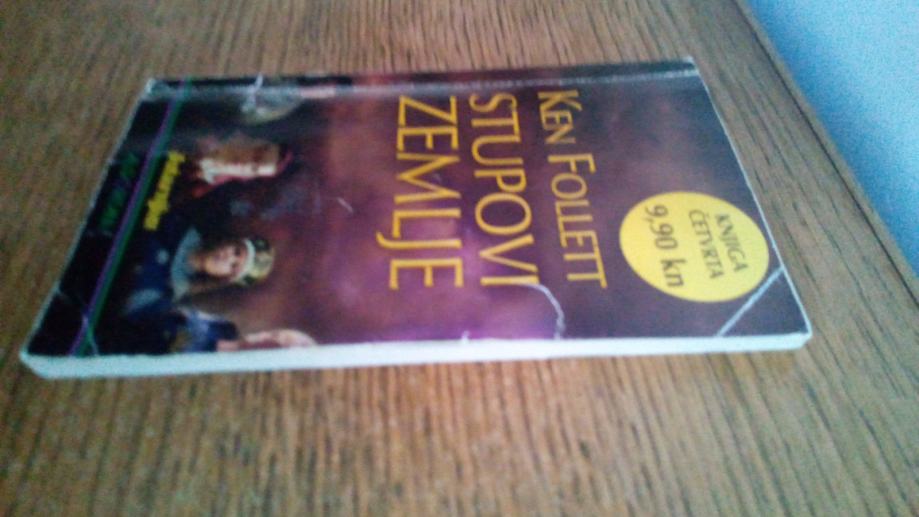 KNJIGA
ČETVRTA
9,90 kn
KEN FOLLETT
STUPOVI
ZEMLJE